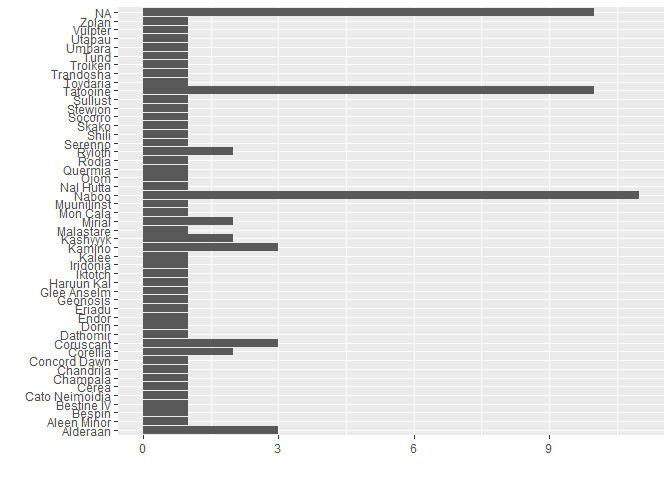 NA
Zolan
Vulpter
Utapau
Umbara
Tund
Troiken
Trandosha
Toydaria
Tatooine
Sullust
Stewjon
Socorro
Skako
Shili
Serenno
Ryloth
Rodia
Quermia
Ojom
Nal Hutta
Naboo
Muunilinst
Mon Cala
Mirial
Malastare
Kashyyyk
Kamino
Kalee
Iridonia
Iktotch
Haruun Kal
Glee Anselm
Geonosis
Eriadu
Endor
Dorin
Dathomir
Coruscant
Corellia
Concord Dawn
Chandrila
Champala
Cerea
Cato Neimoidia
Bestine IV
Bespin
Aleen Minor
Alderaan
0 3 6 9